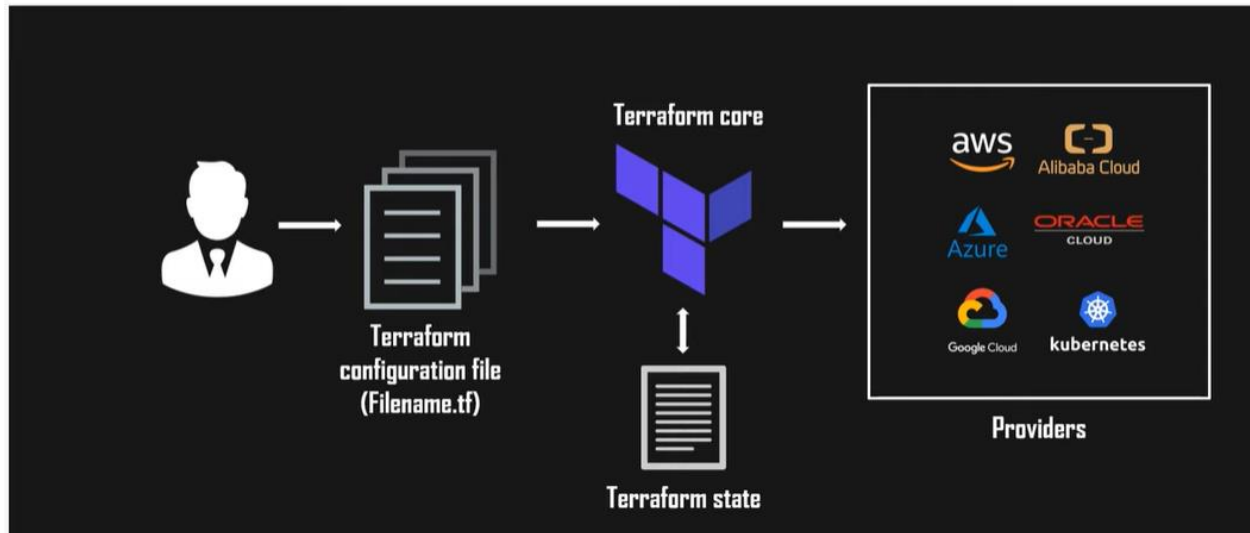 Terraform core
aws
Alibaba Cloud
Azure
ORACLE
CLOUD
Google Cloud
kubernetes
Terraform
configuration file
(Filename.tf)
Providers
Terraform state